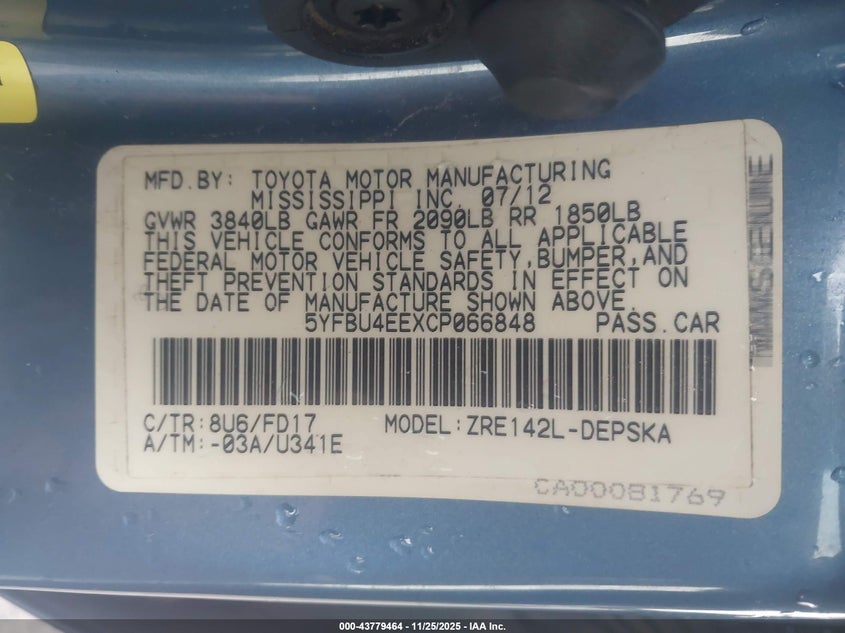 MFD.BY: TOYOTA MOTOR MANUFACTURING
MISSISSIPPI INC. 07/12
GVWR 3840LB GAWR FR 2090LB RR 1850LB
THIS VEHICLE CONFORMS TO ALL APPLICABLE
FEDERAL MOTOR VEHICLE SAFETY,BUMPER,AND
THEFT PREVENTION STANDARDS IN EFFECT ON
THE DATE OF MANUFACTURE SHOWN ABOVE.
5YFBU4EEXCP066848 PASS.CAR
C/TR:8U6/FD17 MODEL:ZRE142L-DEPSKA
A/TM:-03A/U341E
CA00081769
000-43779464 - 11/25/2025 - IAA Inc.